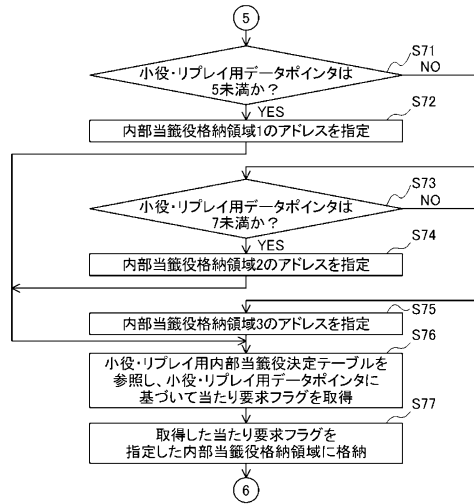 5
S71
小役・リプレイ用データポインタは
5未満か?
NO
YES
S72
内部当籤役格納領域1のアドレスを指定
S73
小役・リプレイ用データポインタは
7未満か?
NO
YES
S74
内部当籤役格納領域2のアドレスを指定
S75
内部当籤役格納領域3のアドレスを指定
S76
小役・リプレイ用内部当籤役決定テーブルを
参照し、小役・リプレイ用データポインタに
基づいて当たり要求フラグを取得
S77
取得した当たり要求フラグを
指定した内部当籤役格納領域に格納
6